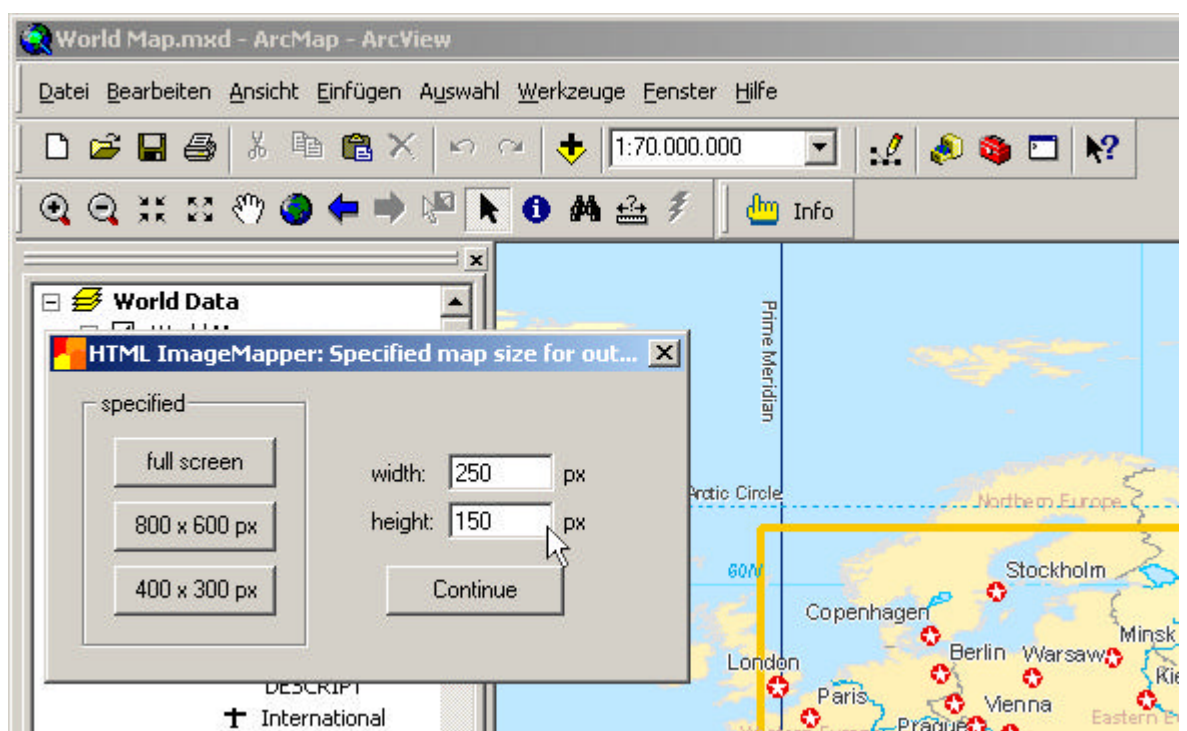 World Map.mxd - ArcMap - ArcView
Datei Bearbeiten Ansicht Einfügen Auswahl Werkzeuge Fenster Hilfe
1:70.000.000
Info
World Data
HTML ImageMapper: Specified map size for out...
specified
full screen
800 x 600 px
400 x 300 px
width: 250 px
height: 150 px
Continue
DESCRIPT
International
Prime Meridian
Arctic Circle
Northern Europe
60N
Stockholm
Copenhagen
Minsk
Berlin
Warsaw
London
Kie
Paris
Vienna
Prague
Eastern E